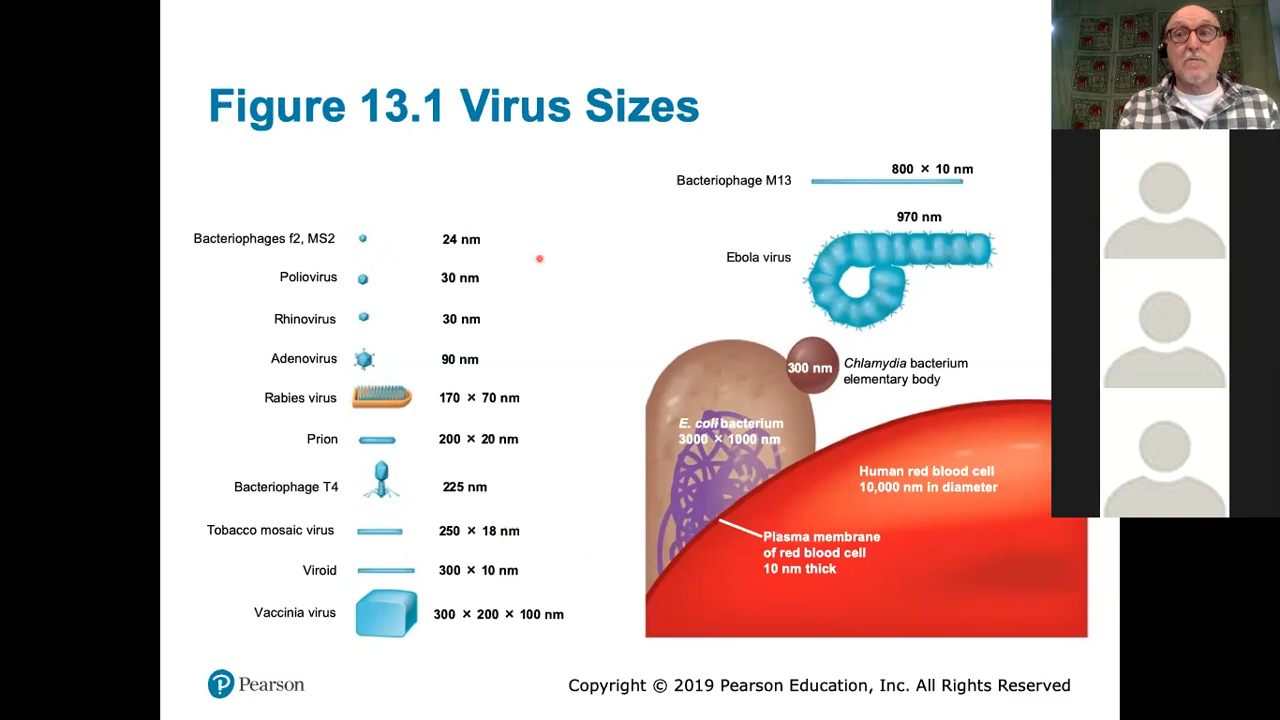 Figure 13.1 Virus Sizes
Bacteriophages f2, MS2 24 nm
Poliovirus 30 nm
Rhinovirus 30 nm
Adenovirus 90 nm
Rabies virus 170 × 70 nm
Prion 200 × 20 nm
Bacteriophage T4 225 nm
Tobacco mosaic virus 250 × 18 nm
Viroid 300 × 10 nm
Vaccinia virus 300 × 200 × 100 nm
800 × 10 nm
Bacteriophage M13
970 nm
Ebola virus
300 nm
Chlamydia bacterium
elementary body
E. coli bacterium
3000 × 1000 nm
Human red blood cell
10,000 nm in diameter
Plasma membrane
of red blood cell
10 nm thick
P Pearson
Copyright © 2019 Pearson Education, Inc. All Rights Reserved